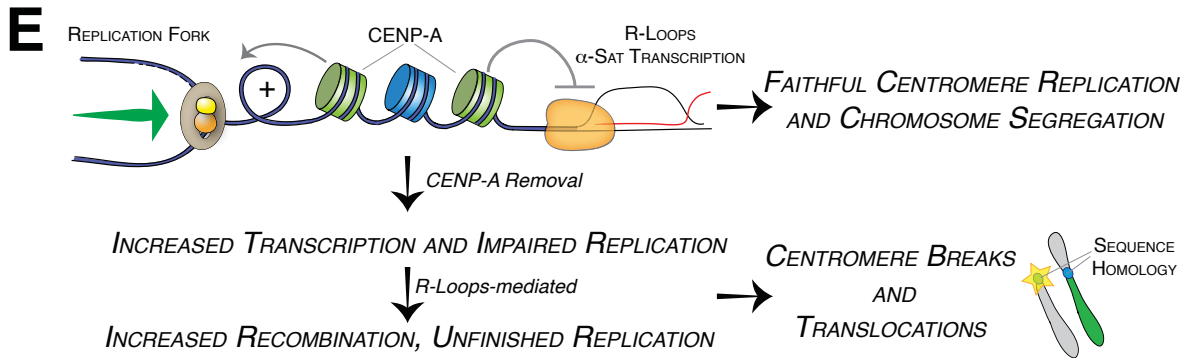 E
REPLICATION FORK
CENP-A
R-LOOPS
α-SAT TRANSCRIPTION
+
FAITHFUL CENTROMERE REPLICATION
AND CHROMOSOME SEGREGATION
CENP-A Removal
INCREASED TRANSCRIPTION AND IMPAIRED REPLICATION
R-Loops-mediated
INCREASED RECOMBINATION, UNFINISHED REPLICATION
CENTROMERE BREAKS
AND
TRANSLOCATIONS
SEQUENCE
HOMOLOGY